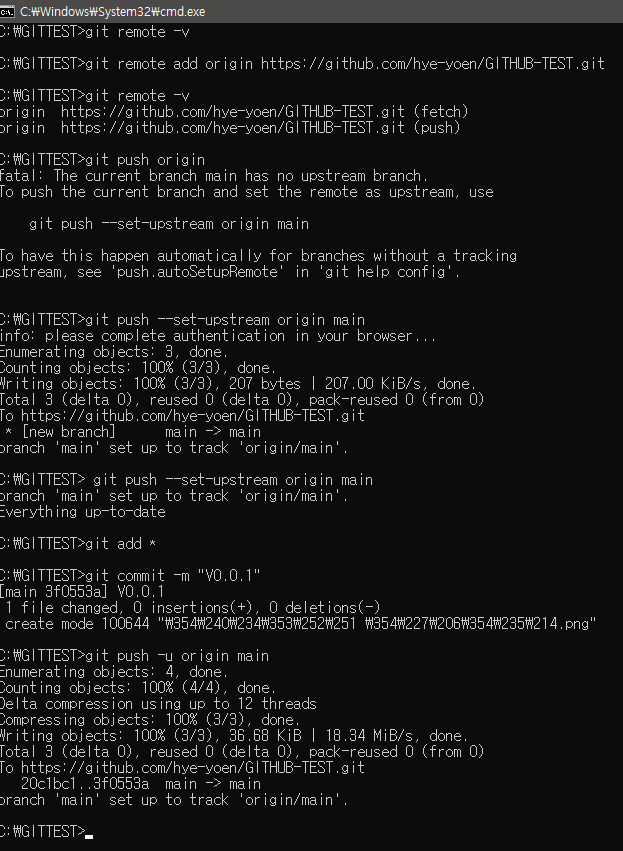 C:\Windows\System32\cmd.exe
C:\GITTEST>git remote -v
C:\GITTEST>git remote add origin https://github.com/hye-yoen/GITHUB-TEST.git
C:\GITTEST>git remote -v
origin  https://github.com/hye-yoen/GITHUB-TEST.git (fetch)
origin  https://github.com/hye-yoen/GITHUB-TEST.git (push)
C:\GITTEST>git push origin
fatal: The current branch main has no upstream branch.
To push the current branch and set the remote as upstream, use
git push --set-upstream origin main
To have this happen automatically for branches without a tracking
upstream, see 'push.autoSetupRemote' in 'git help config'.
C:\GITTEST>git push --set-upstream origin main
info: please complete authentication in your browser...
Enumerating objects: 3, done.
Counting objects: 100% (3/3), done.
Writing objects: 100% (3/3), 207 bytes | 207.00 KiB/s, done.
Total 3 (delta 0), reused 0 (delta 0), pack-reused 0 (from 0)
To https://github.com/hye-yoen/GITHUB-TEST.git
* [new branch]      main -> main
branch 'main' set up to track 'origin/main'.
C:\GITTEST> git push --set-upstream origin main
branch 'main' set up to track 'origin/main'.
Everything up-to-date
C:\GITTEST>git add *
C:\GITTEST>git commit -m "V0.0.1"
[main 3f0553a] V0.0.1
1 file changed, 0 insertions(+), 0 deletions(-)
create mode 100644 "\354\240\234\353\252\251 \354\227\206\354\235\214.png"
C:\GITTEST>git push -u origin main
Enumerating objects: 4, done.
Counting objects: 100% (4/4), done.
Delta compression using up to 12 threads
Compressing objects: 100% (3/3), done.
Writing objects: 100% (3/3), 36.68 KiB | 18.34 MiB/s, done.
Total 3 (delta 0), reused 0 (delta 0), pack-reused 0 (from 0)
To https://github.com/hye-yoen/GITHUB-TEST.git
20c1bc1..3f0553a  main -> main
branch 'main' set up to track 'origin/main'.
C:\GITTEST>